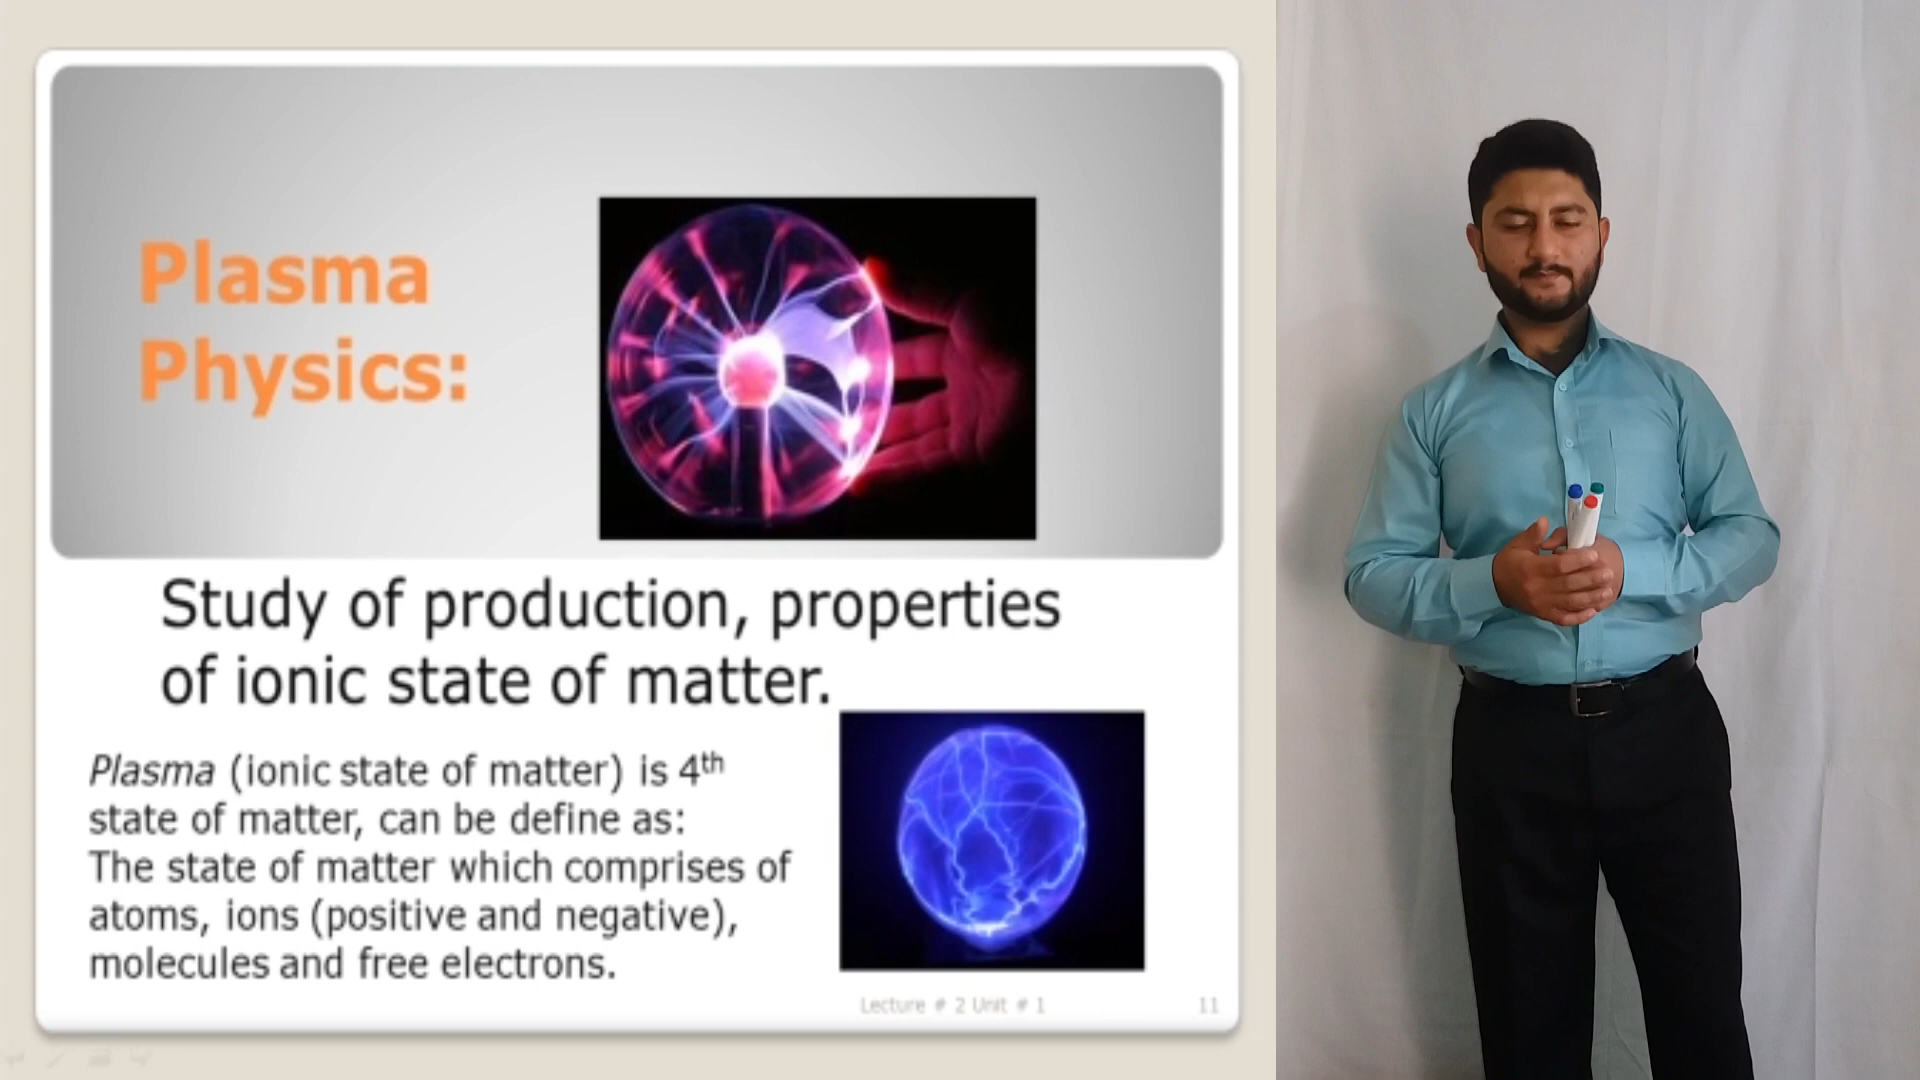 Plasma
Physics:
Study of production, properties
of ionic state of matter.
Plasma (ionic state of matter) is 4th
state of matter, can be define as:
The state of matter which comprises of
atoms, ions (positive and negative),
molecules and free electrons.
Lecture # 2 Unit # 1
11